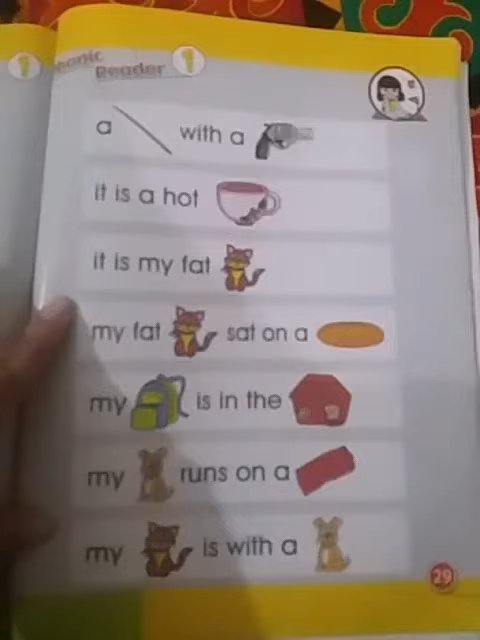 Reader
a with a
it is a hot
it is my fat
my fat sat on a
my is in the
my runs on a
my is with a
29